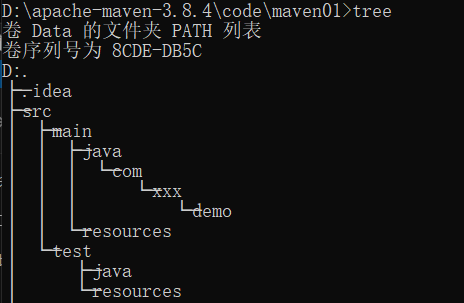 D:\apache-maven-3.8.4\code\maven01>tree
卷 Data 的文件夹 PATH 列表
卷序列号为 8CDE-DB5C
D:.
├─.idea
├─src
│  ├─main
│  │  ├─java
│  │  │  └─com
│  │  │      └─xxx
│  │  │          └─demo
│  │  └─resources
│  └─test
│      ├─java
│      └─resources